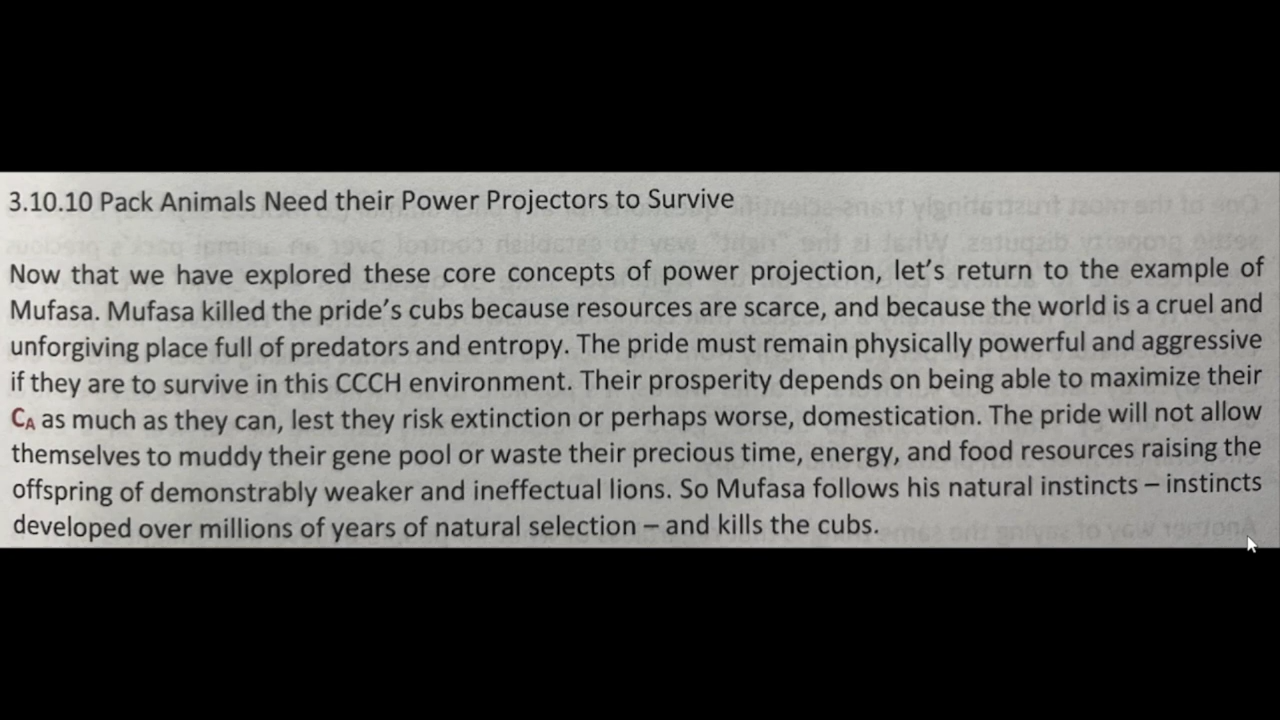 3.10.10 Pack Animals Need their Power Projectors to Survive
Now that we have explored these core concepts of power projection, let's return to the example of
Mufasa. Mufasa killed the pride's cubs because resources are scarce, and because the world is a cruel and
unforgiving place full of predators and entropy. The pride must remain physically powerful and aggressive
if they are to survive in this CCCH environment. Their prosperity depends on being able to maximize their
CA as much as they can, lest they risk extinction or perhaps worse, domestication. The pride will not allow
themselves to muddy their gene pool or waste their precious time, energy, and food resources raising the
offspring of demonstrably weaker and ineffectual lions. So Mufasa follows his natural instincts – instincts
developed over millions of years of natural selection – and kills the cubs.